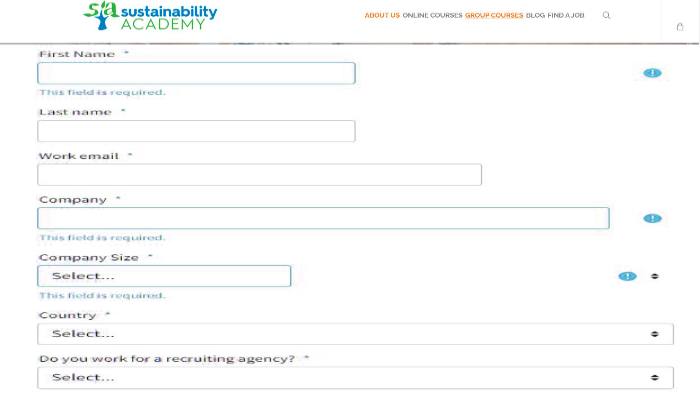 sa sustainability
ACADEMY
ABOUT US ONLINE COURSES GROUP COURSES BLOG FIND A JOB
First Name *
This field is required.
Last name *
Work email *
Company *
This field is required.
Company Size *
Select...
This field is required.
Country *
Select...
Do you work for a recruiting agency? *
Select...